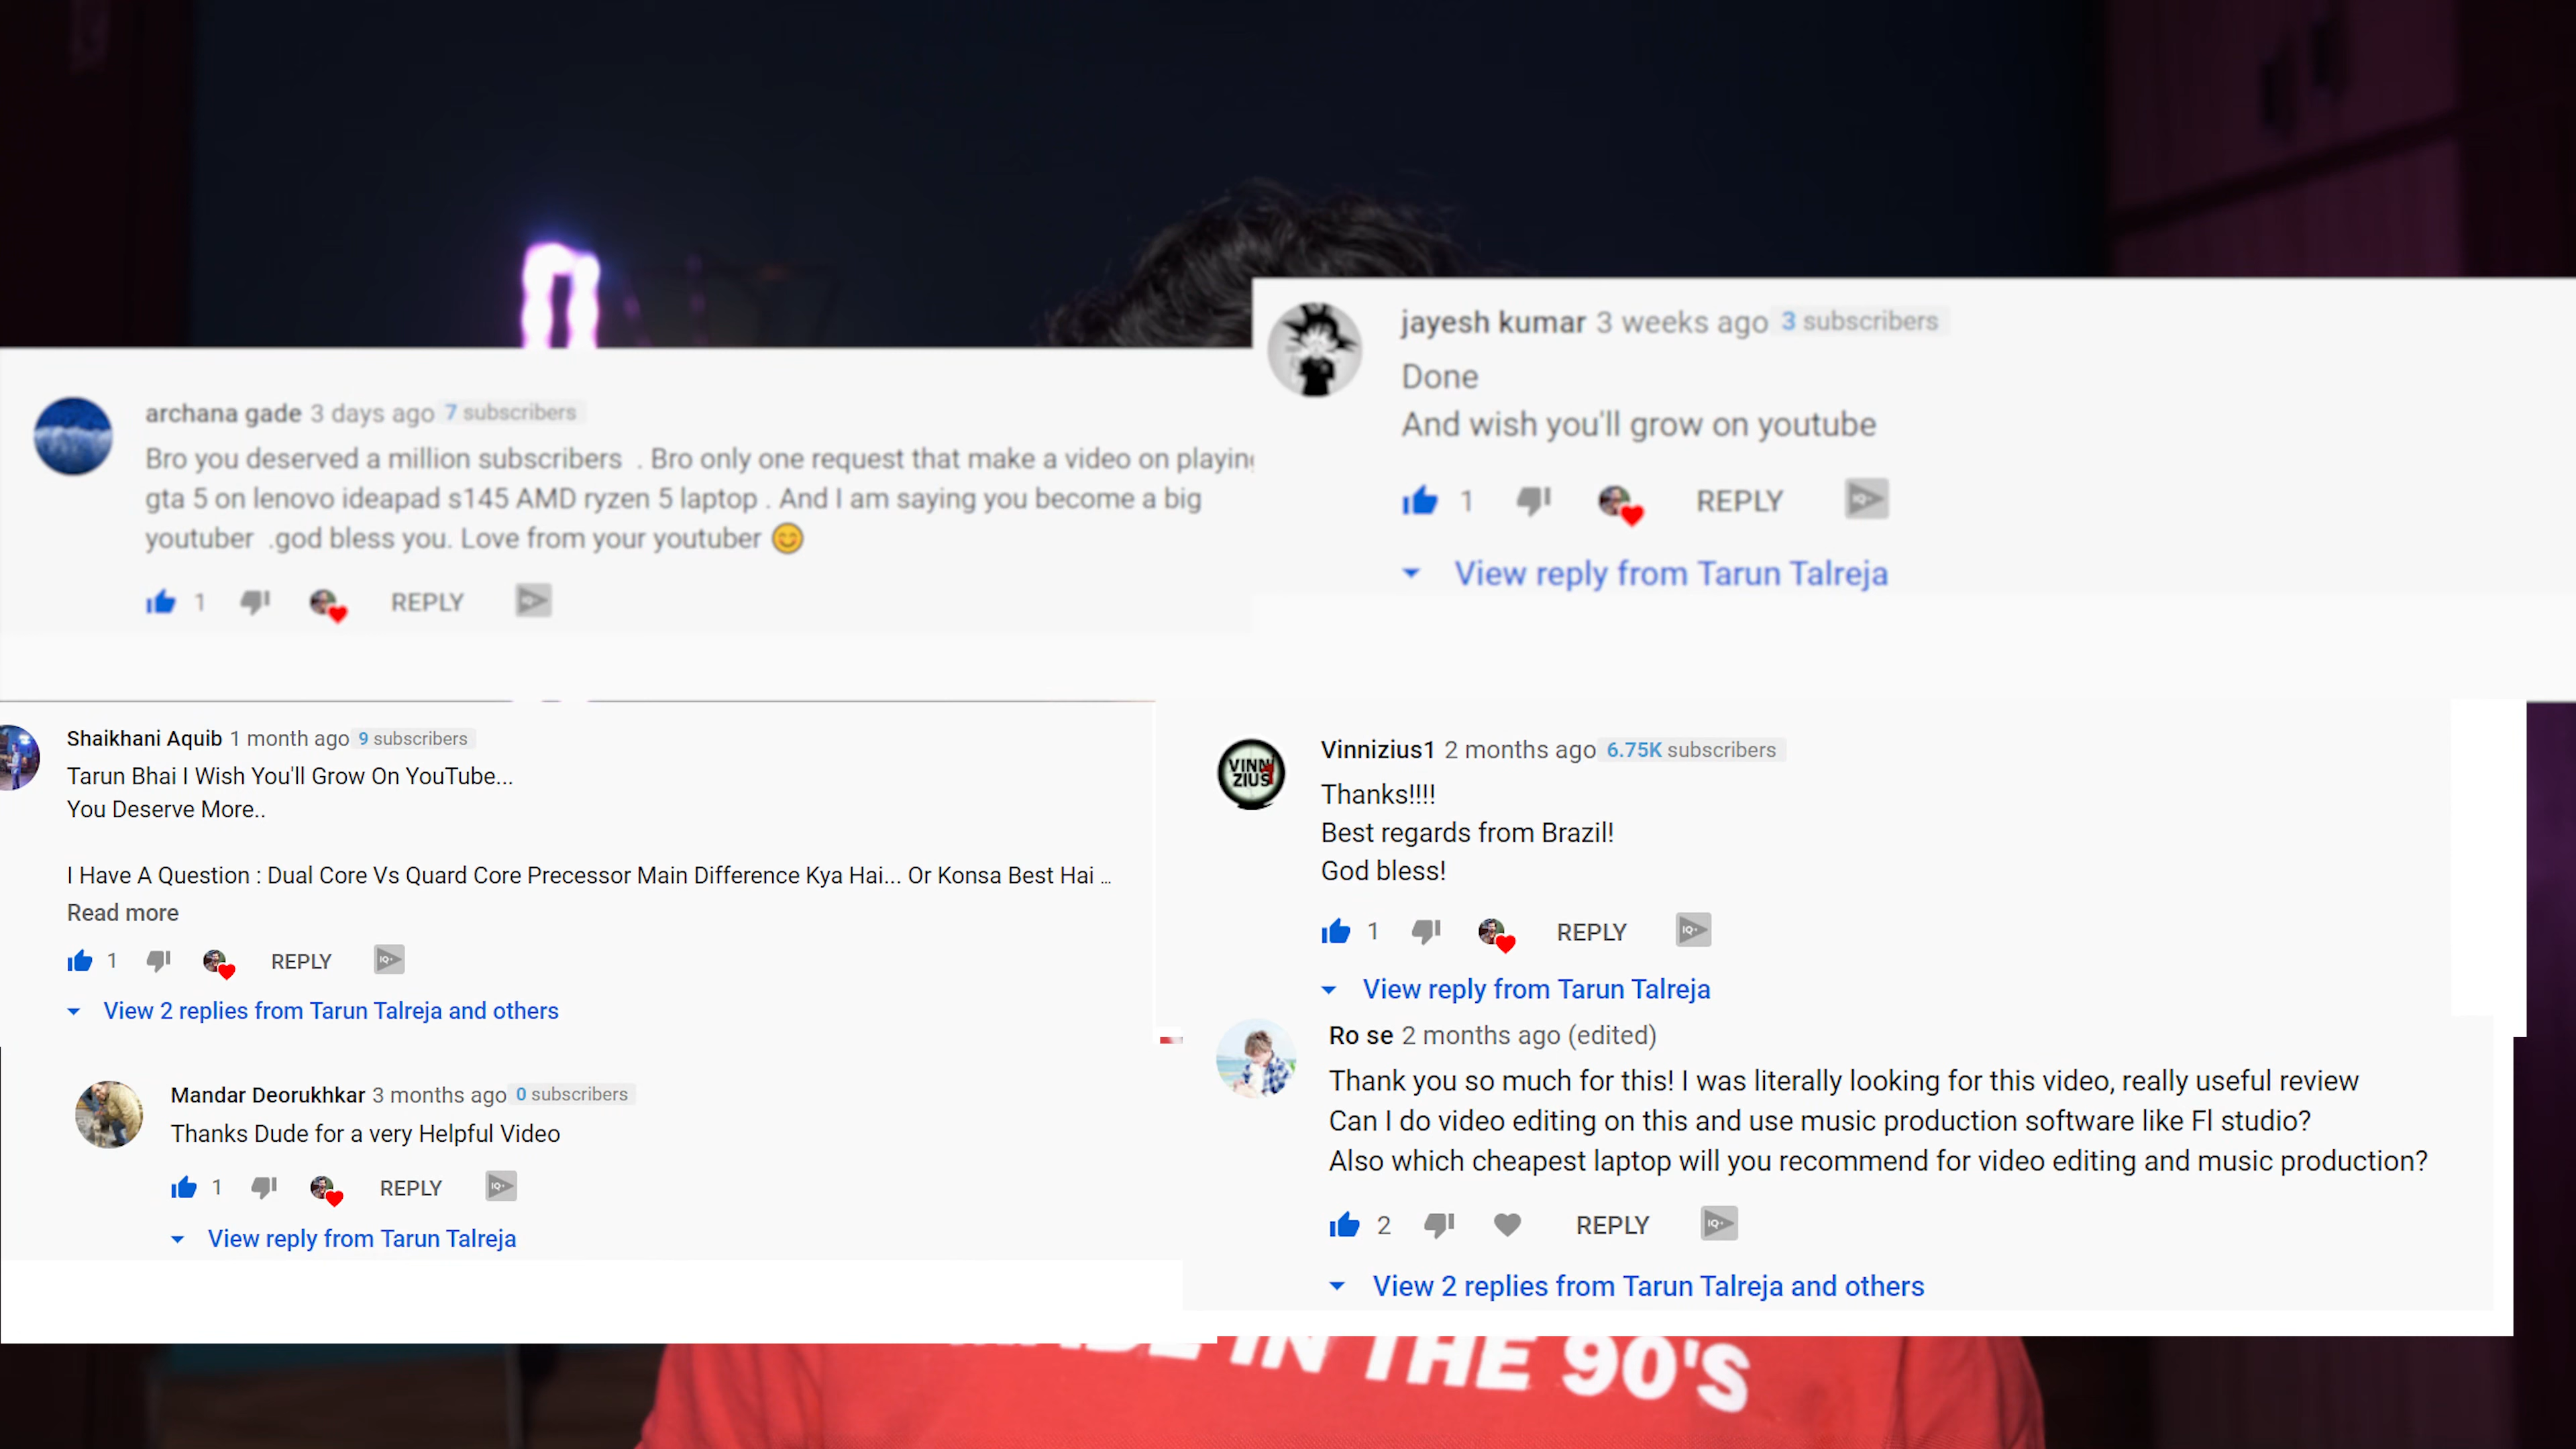 archana gade 3 days ago 7 subscribers
Bro you deserved a million subscribers . Bro only one request that make a video on
gta 5 on lenovo ideapad s145 AMD ryzen 5 laptop . And I am saying you become a big
youtuber .god bless you. Love from your youtuber 😊
1 REPLY
jayesh kumar 3 weeks ago 3 subscribers
Done
And wish you'll grow on youtube
1 REPLY
View reply from Tarun Talreja
Shaikhani Aquib 1 month ago 9 subscribers
Tarun Bhai I Wish You'll Grow On YouTube...
You Deserve More..
I Have A Question : Dual Core Vs Quard Core Precessor Main Difference Kya Hai... Or Konsa Best Hai ...
Read more
1 REPLY IQ+
View 2 replies from Tarun Talreja and others
VINN
ZIUS
Vinnizius1 2 months ago 6.75K subscribers
Thanks!!!!
Best regards from Brazil!
God bless!
1 REPLY IQ+
View reply from Tarun Talreja
Mandar Deorukhkar 3 months ago 0 subscribers
Thanks Dude for a very Helpful Video
1 REPLY IQ+
View reply from Tarun Talreja
Ro se 2 months ago (edited)
Thank you so much for this! I was literally looking for this video, really useful review
Can I do video editing on this and use music production software like Fl studio?
Also which cheapest laptop will you recommend for video editing and music production?
2 REPLY IQ+
View 2 replies from Tarun Talreja and others
IN THE 90'S